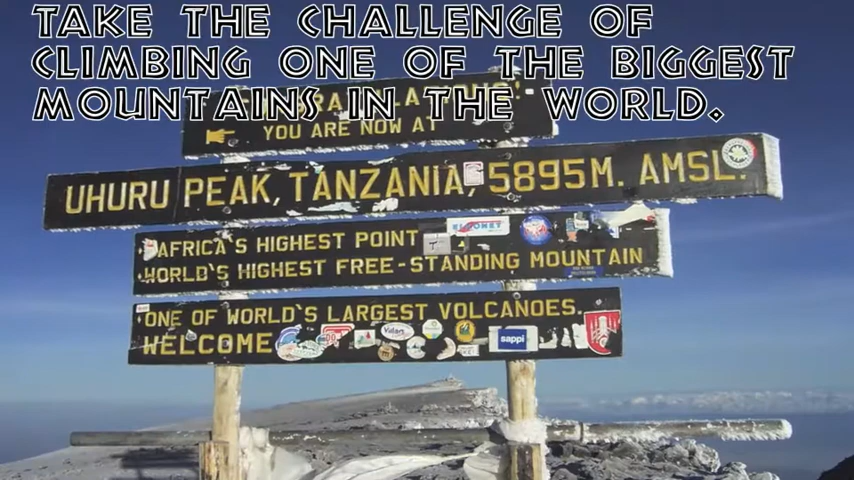 TAKE THE CHALLENGE OF
CLIMBING ONE OF THE BIGGEST
MOUNTAINS IN THE WORLD.
YOU ARE NOW AT
UHURU PEAK, TANZANIA, 5895M. AMSL.
AFRICA'S HIGHEST POINT
WORLD'S HIGHEST FREE-STANDING MOUNTAIN
ONE OF WORLD'S LARGEST VOLCANOES.
WELCOME
sappi